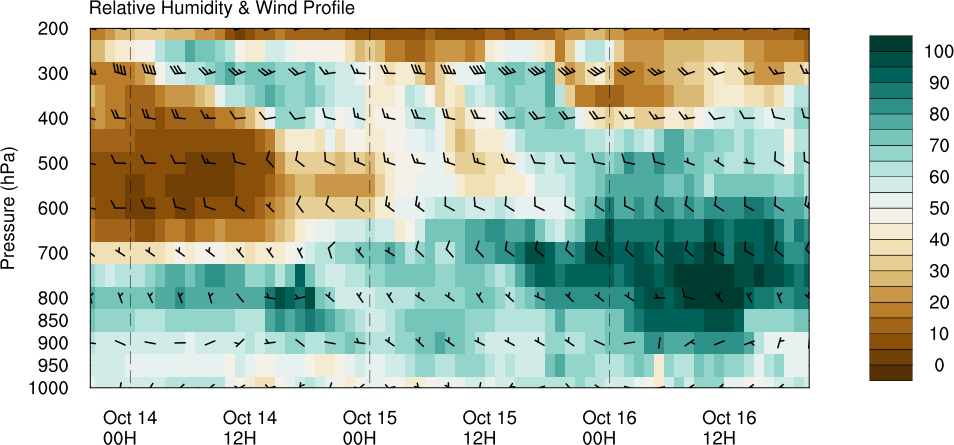 Relative Humidity & Wind Profile
Pressure (hPa)
200
300
400
500
600
700
800
850
900
950
1000
Oct 14 00H
Oct 14 12H
Oct 15 00H
Oct 15 12H
Oct 16 00H
Oct 16 12H
100
90
80
70
60
50
40
30
20
10
0